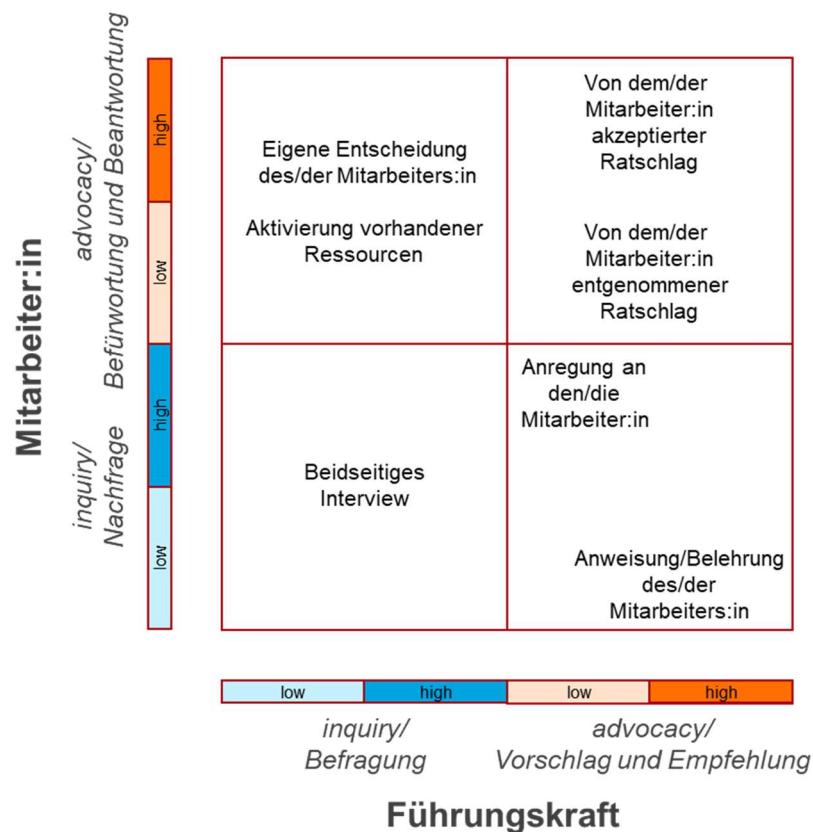 Mitarbeiter:in
advocacy/
Befürwortung und Beantwortung
inquiry/
Nachfrage
high
low
high
low
Eigene Entscheidung
des/der Mitarbeiters:in
Aktivierung vorhandener
Ressourcen
Von dem/der
Mitarbeiter:in
akzeptierter
Ratschlag
Von dem/der
Mitarbeiter:in
entgenommener
Ratschlag
Beidseitiges
Interview
Anregung an
den/die
Mitarbeiter:in
Anweisung/Belehrung
des/der
Mitarbeiters:in
low
high
low
high
inquiry/
Befragung
advocacy/
Vorschlag und Empfehlung
Führungskraft